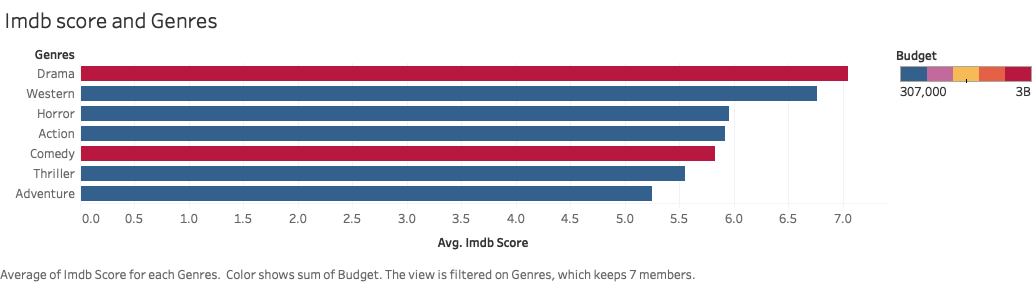 Imdb score and Genres
Genres
Budget
Drama
307,000 3B
Western
Horror
Action
Comedy
Thriller
Adventure
0.0 0.5 1.0 1.5 2.0 2.5 3.0 3.5 4.0 4.5 5.0 5.5 6.0 6.5 7.0
Avg. Imdb Score
Average of Imdb Score for each Genres.  Color shows sum of Budget. The view is filtered on Genres, which keeps 7 members.